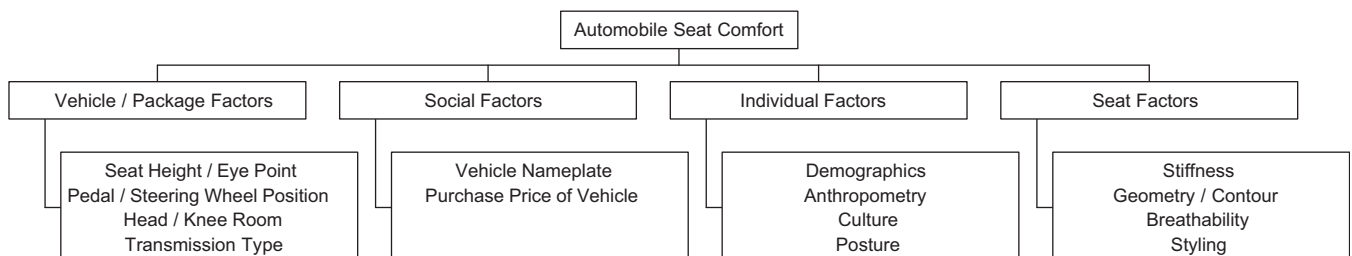 Automobile Seat Comfort
Vehicle / Package Factors
Social Factors
Individual Factors
Seat Factors
Seat Height / Eye Point
Pedal / Steering Wheel Position
Head / Knee Room
Transmission Type
Vehicle Nameplate
Purchase Price of Vehicle
Demographics
Anthropometry
Culture
Posture
Stiffness
Geometry / Contour
Breathability
Styling